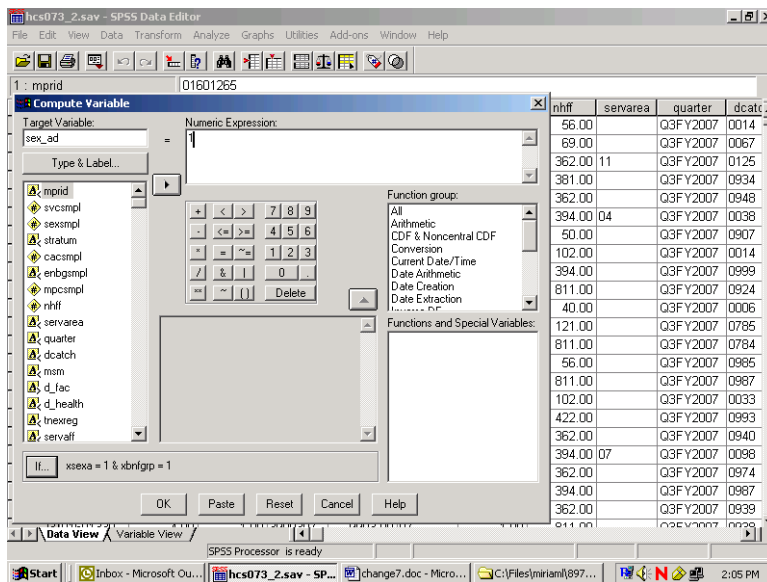 hcs073_2.sav - SPSS Data Editor
File Edit View Data Transform Analyze Graphs Utilities Add-ons Window Help
1 : mprid 01601265
Compute Variable
Target Variable:
sex_ad
=
Numeric Expression:
1
Type & Label...
mprid
svcsmpl
sexsmpl
stratum
cacsmpl
enbgsmpl
mpcsmpl
nhff
servarea
quarter
dcatch
msm
d_fac
d_health
tnexreg
servaff
+ < > 7 8 9
- <= >= 4 5 6
* = ~= 1 2 3
/ & | 0 .
** ~ () Delete
Function group:
All
Arithmetic
CDF & Noncentral CDF
Conversion
Current Date/Time
Date Arithmetic
Date Creation
Date Extraction
Functions and Special Variables:
If... xsexa = 1 & xbnfgrp = 1
OK Paste Reset Cancel Help
nhff servarea quarter dcatc
56.00 Q3FY2007 0014
69.00 Q3FY2007 0067
362.00 11 Q3FY2007 0125
381.00 Q3FY2007 0934
362.00 Q3FY2007 0948
394.00 04 Q3FY2007 0038
50.00 Q3FY2007 0907
102.00 Q3FY2007 0014
394.00 Q3FY2007 0999
811.00 Q3FY2007 0924
40.00 Q3FY2007 0006
121.00 Q3FY2007 0785
811.00 Q3FY2007 0784
56.00 Q3FY2007 0985
811.00 Q3FY2007 0987
102.00 Q3FY2007 0033
422.00 Q3FY2007 0993
362.00 Q3FY2007 0940
394.00 07 Q3FY2007 0098
362.00 Q3FY2007 0974
394.00 Q3FY2007 0987
362.00 Q3FY2007 0939
Data View Variable View
SPSS Processor is ready
Start Inbox - Microsoft Ou... hcs073_2.sav - SP... change7.doc - Micro... C:\Files\miriaml\897... 2:05 PM